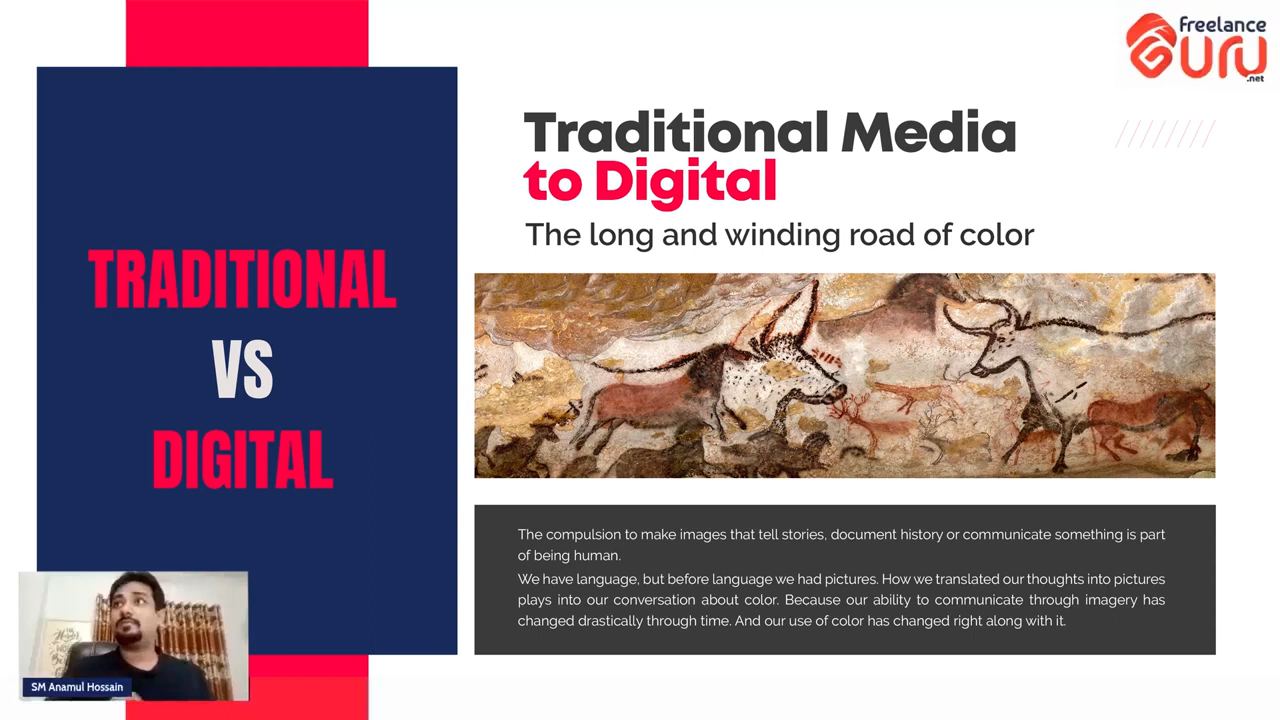 freelance
Guru
.net
Traditional Media
to Digital
The long and winding road of color
TRADITIONAL
VS
DIGITAL
The compulsion to make images that tell stories, document history or communicate something is part
of being human.
We have language, but before language we had pictures. How we translated our thoughts into pictures
plays into our conversation about color. Because our ability to communicate through imagery has
changed drastically through time. And our use of color has changed right along with it.
SM Anamul Hossain